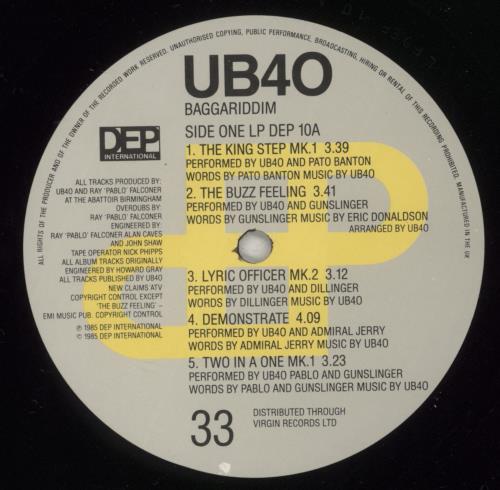 ALL RIGHTS OF THE PRODUCER AND OF THE OWNER OF THE RECORDED WORK RESERVED. UNAUTHORISED COPYING, PUBLIC PERFORMANCE, BROADCASTING, HIRING OR RENTAL OF THIS RECORDING PROHIBITED. MANUFACTURED IN THE UK
UB40
BAGGARIDDIM
SIDE ONE LP DEP 10A
DEP
INTERNATIONAL
1. THE KING STEP MK.1 3.39
PERFORMED BY UB40 AND PATO BANTON
WORDS BY PATO BANTON MUSIC BY UB40
2. THE BUZZ FEELING 3.41
PERFORMED BY UB40 AND GUNSLINGER
WORDS BY GUNSLINGER MUSIC BY ERIC DONALDSON
ARRANGED BY UB40
3. LYRIC OFFICER MK.2 3.12
PERFORMED BY UB40 AND DILLINGER
WORDS BY DILLINGER MUSIC BY UB40
4. DEMONSTRATE 4.09
PERFORMED BY UB40 AND ADMIRAL JERRY
WORDS BY ADMIRAL JERRY MUSIC BY UB40
5. TWO IN A ONE MK.1 3.23
PERFORMED BY UB40 PABLO AND GUNSLINGER
WORDS BY PABLO AND GUNSLINGER MUSIC BY UB40
ALL TRACKS PRODUCED BY:
UB40 AND RAY 'PABLO' FALCONER
AT THE ABATTOIR BIRMINGHAM
OVERDUBS BY:
RAY 'PABLO' FALCONER
ENGINEERED BY:
RAY 'PABLO' FALCONER ALAN CAVES
AND JOHN SHAW
TAPE OPERATOR NICK PHIPPS
ALL ALBUM TRACKS ORIGINALLY
ENGINEERED BY HOWARD GRAY
ALL TRACKS PUBLISHED BY UB40
NEW CLAIMS ATV
COPYRIGHT CONTROL EXCEPT
'THE BUZZ FEELING' –
EMI MUSIC PUB. COPYRIGHT CONTROL
℗ 1985 DEP INTERNATIONAL
© 1985 DEP INTERNATIONAL
33
DISTRIBUTED THROUGH
VIRGIN RECORDS LTD